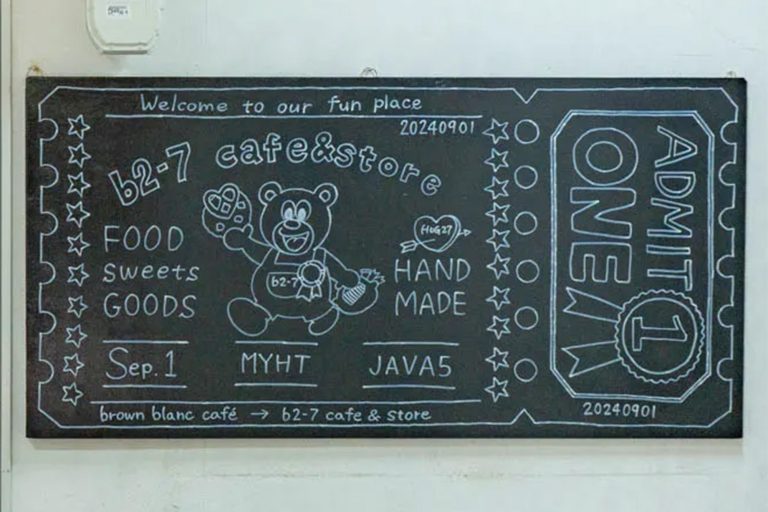 Welcome to our fun place
20240901
b2-7 cafe&store
HUG27
FOOD
sweets
GOODS
b2-7
HAND
MADE
Sep.1
MYHT
JAVA5
brown blanc café → b2-7 cafe & store
ADMIT
ONE
1
20240901